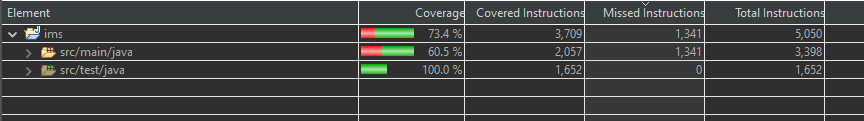 Element Coverage Covered Instructions Missed Instructions Total Instructions
ims 73.4 % 3,709 1,341 5,050
src/main/java 60.5 % 2,057 1,341 3,398
src/test/java 100.0 % 1,652 0 1,652